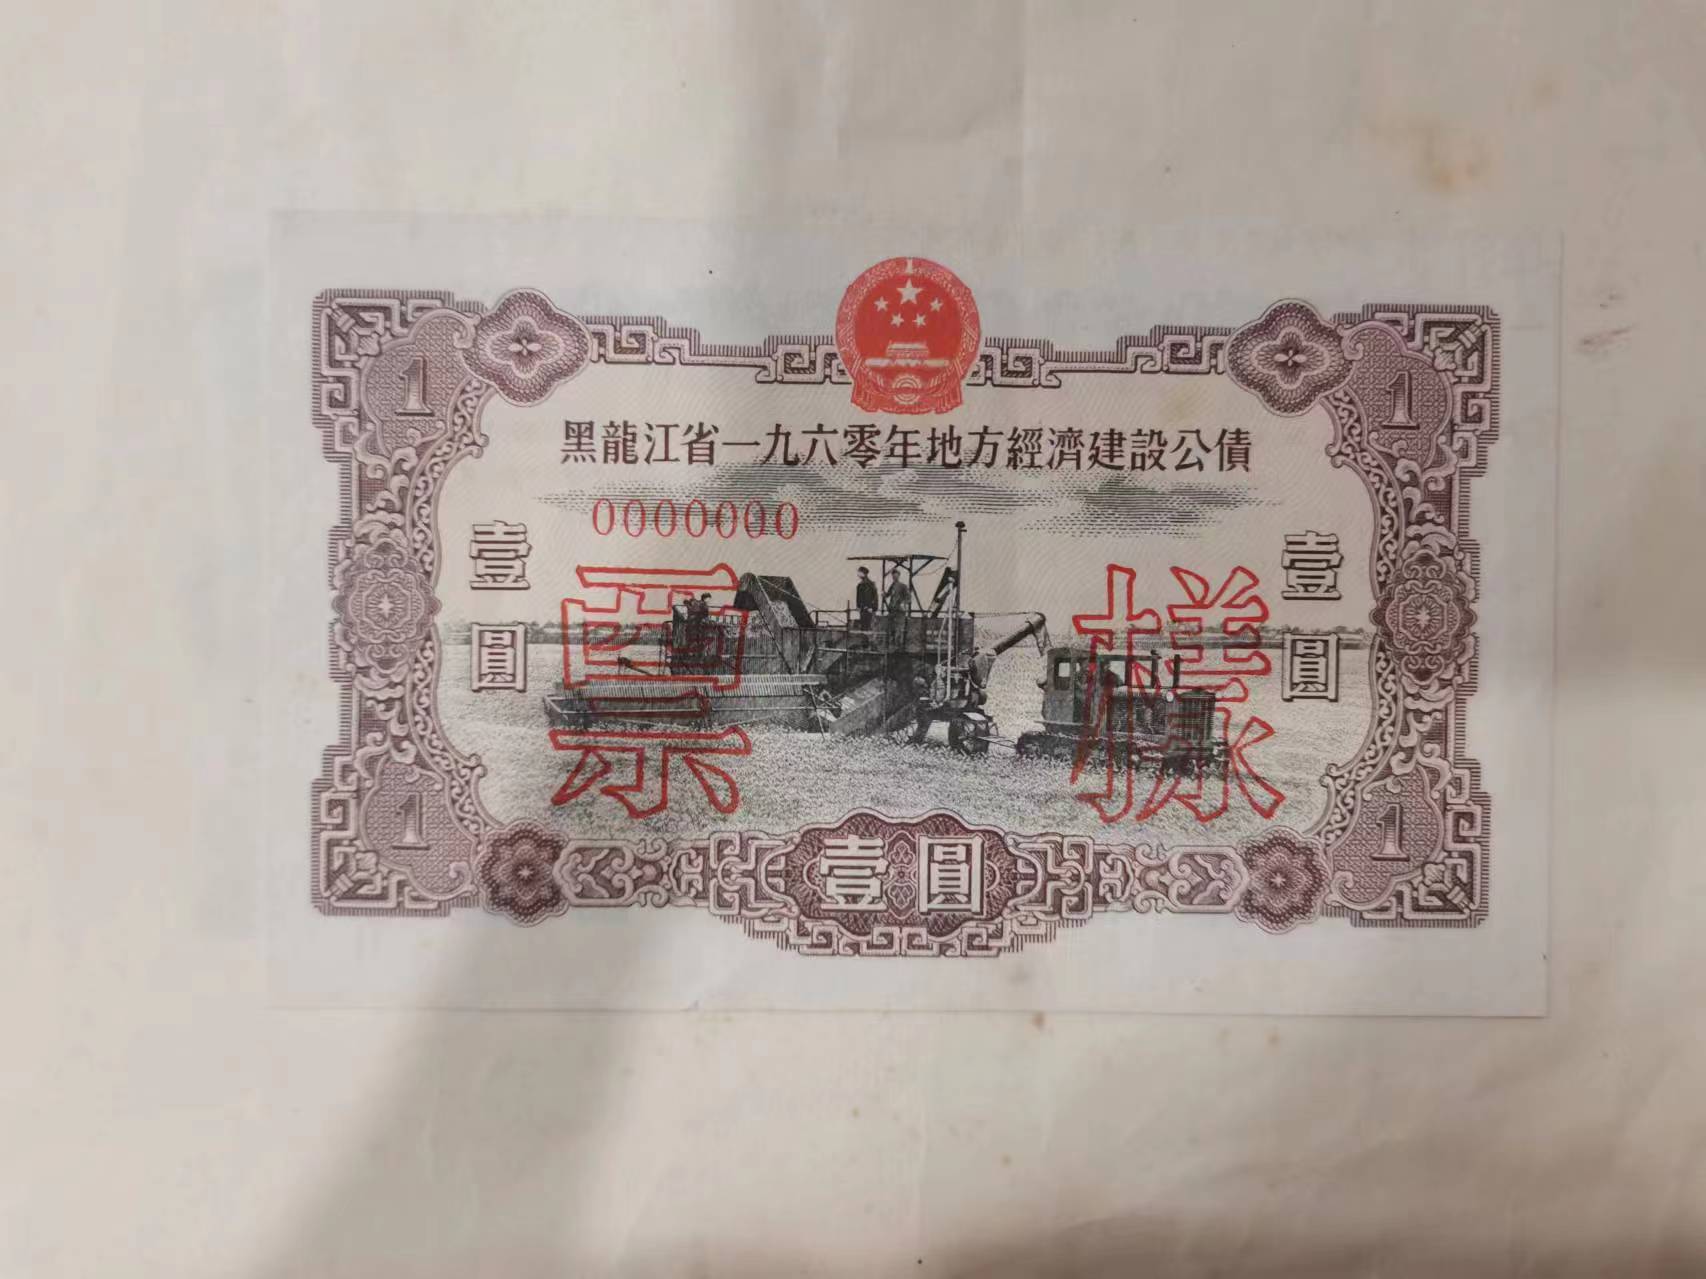 1 1
黑龍江省一九六零年地方經濟建設公債
0000000
壹圓 壹圓
票樣
1 壹圓 1